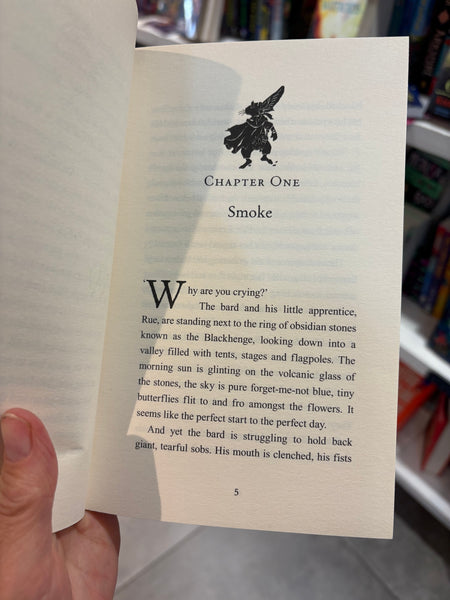 CHAPTER ONE
Smoke
'Why are you crying?'
The bard and his little apprentice,
Rue, are standing next to the ring of obsidian stones
known as the Blackhenge, looking down into a
valley filled with tents, stages and flagpoles. The
morning sun is glinting on the volcanic glass of
the stones, the sky is pure forget-me-not blue, tiny
butterflies flit to and fro amongst the flowers. It
seems like the perfect start to the perfect day.
And yet the bard is struggling to hold back
giant, tearful sobs. His mouth is clenched, his fists
5